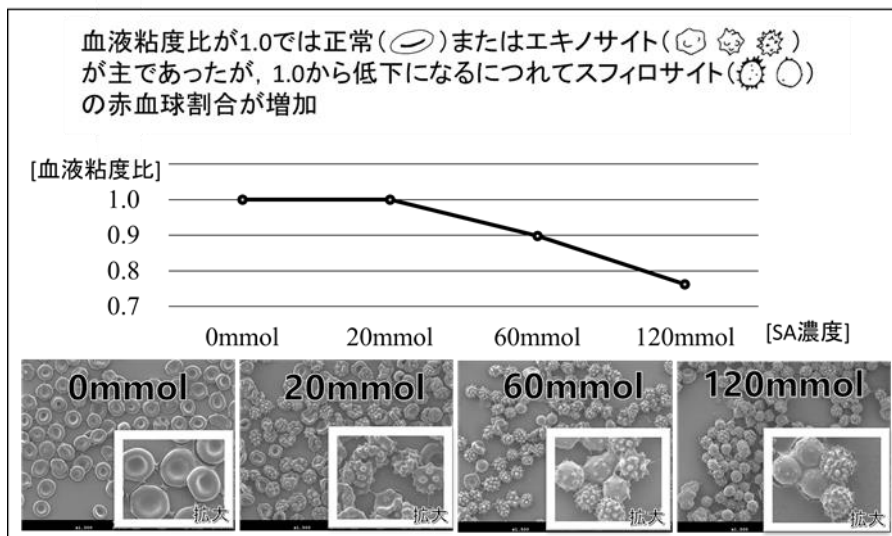 血液粘度比が1.0では正常( )またはエキノサイト( )
が主であったが, 1.0から低下になるにつれてスフィロサイト( )
の赤血球割合が増加
[血液粘度比]
1.0
0.9
0.8
0.7
0mmol 20mmol 60mmol 120mmol [SA濃度]
0mmol 20mmol 60mmol 120mmol
拡大 拡大 拡大 拡大